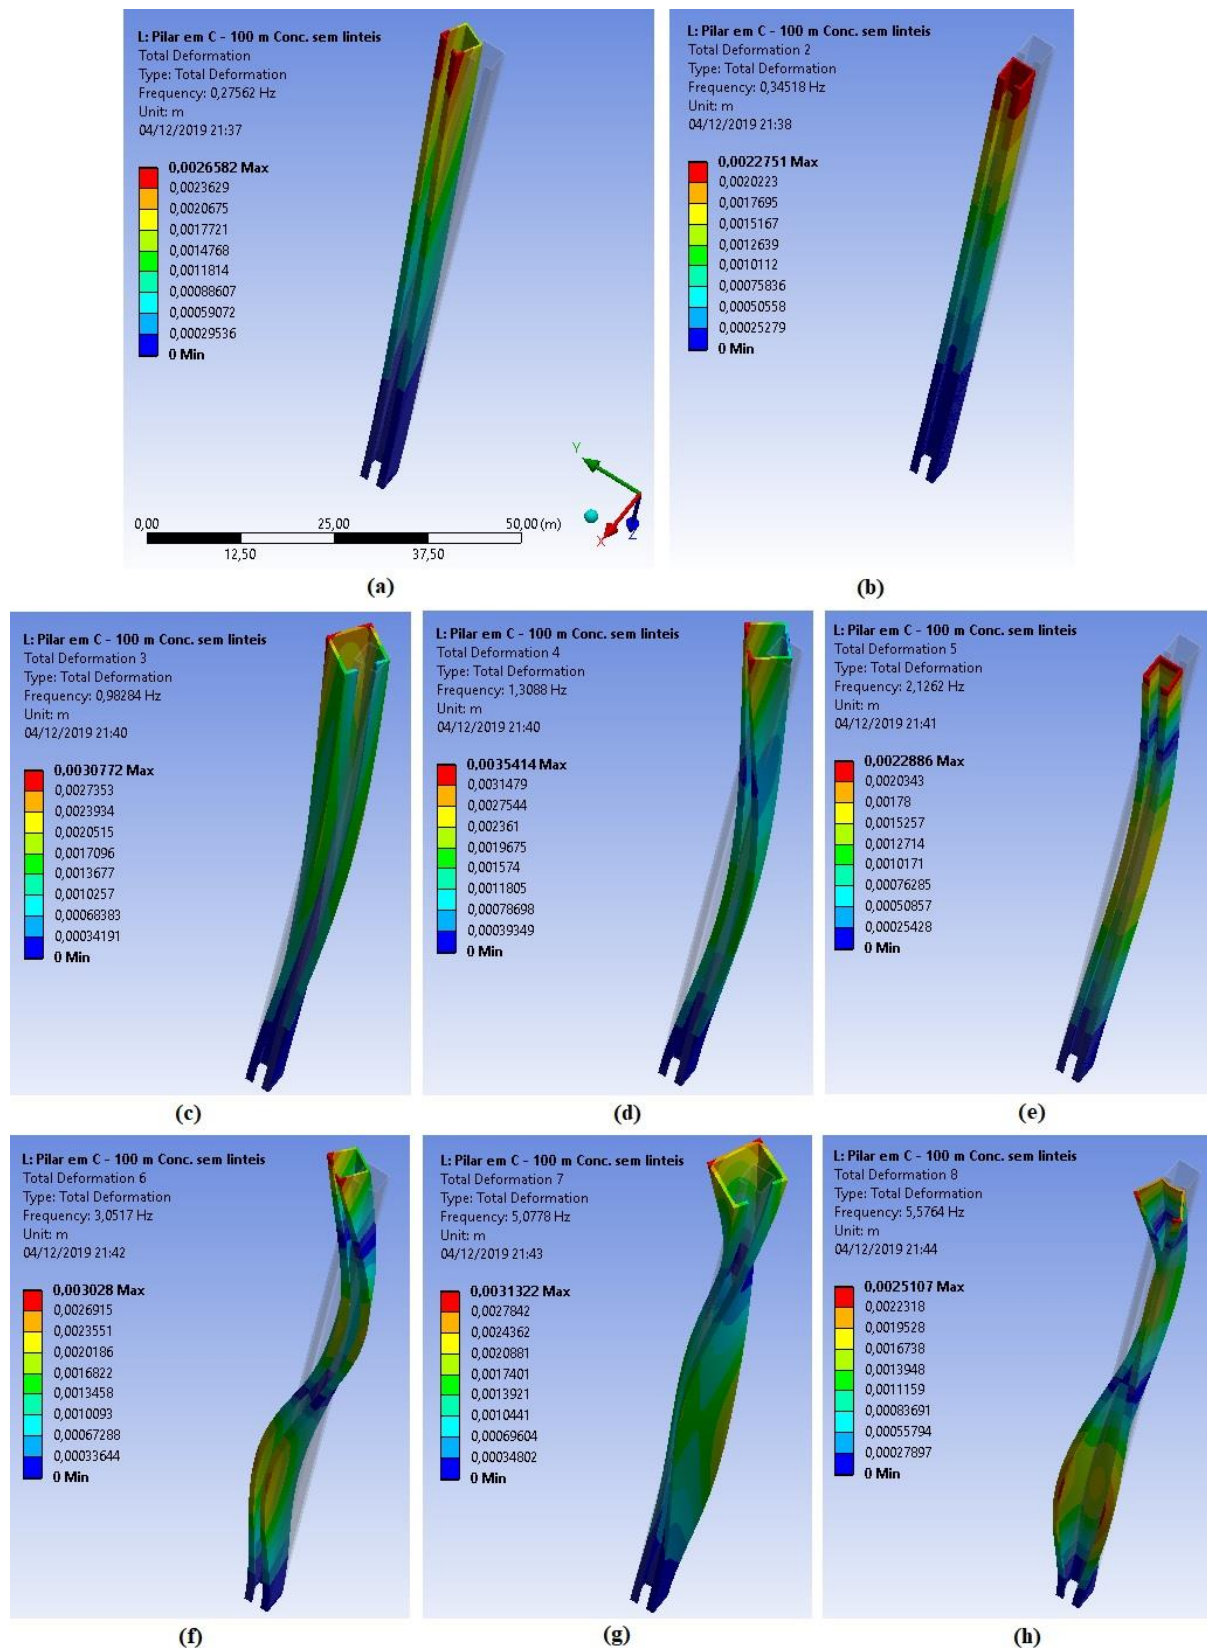 L: Pilar em C - 100 m Conc. sem linteis
Total Deformation
Type: Total Deformation
Frequency: 0,27562 Hz
Unit: m
04/12/2019 21:37
0,0026582 Max
0,0023629
0,0020675
0,0017721
0,0014768
0,0011814
0,00088607
0,00059072
0,00029536
0 Min
Y
X
Z
0,00
25,00
50,00 (m)
12,50
37,50
(a)
L: Pilar em C - 100 m Conc. sem linteis
Total Deformation 2
Type: Total Deformation
Frequency: 0,34518 Hz
Unit: m
04/12/2019 21:38
0,0022751 Max
0,0020223
0,0017695
0,0015167
0,0012639
0,0010112
0,00075836
0,00050558
0,00025279
0 Min
(b)
L: Pilar em C - 100 m Conc. sem linteis
Total Deformation 3
Type: Total Deformation
Frequency: 0,98284 Hz
Unit: m
04/12/2019 21:40
0,0030772 Max
0,0027353
0,0023934
0,0020515
0,0017096
0,0013677
0,0010257
0,00068383
0,00034191
0 Min
(c)
L: Pilar em C - 100 m Conc. sem linteis
Total Deformation 4
Type: Total Deformation
Frequency: 1,3088 Hz
Unit: m
04/12/2019 21:40
0,0035414 Max
0,0031479
0,0027544
0,002361
0,0019675
0,001574
0,0011805
0,00078698
0,00039349
0 Min
(d)
L: Pilar em C - 100 m Conc. sem linteis
Total Deformation 5
Type: Total Deformation
Frequency: 2,1262 Hz
Unit: m
04/12/2019 21:41
0,0022886 Max
0,0020343
0,00178
0,0015257
0,0012714
0,0010171
0,00076285
0,00050857
0,00025428
0 Min
(e)
L: Pilar em C - 100 m Conc. sem linteis
Total Deformation 6
Type: Total Deformation
Frequency: 3,0517 Hz
Unit: m
04/12/2019 21:42
0,003028 Max
0,0026915
0,0023551
0,0020186
0,0016822
0,0013458
0,0010093
0,00067288
0,00033644
0 Min
(f)
L: Pilar em C - 100 m Conc. sem linteis
Total Deformation 7
Type: Total Deformation
Frequency: 5,0778 Hz
Unit: m
04/12/2019 21:43
0,0031322 Max
0,0027842
0,0024362
0,0020881
0,0017401
0,0013921
0,0010441
0,00069604
0,00034802
0 Min
(g)
L: Pilar em C - 100 m Conc. sem linteis
Total Deformation 8
Type: Total Deformation
Frequency: 5,5764 Hz
Unit: m
04/12/2019 21:44
0,0025107 Max
0,0022318
0,0019528
0,0016738
0,0013948
0,0011159
0,00083691
0,00055794
0,00027897
0 Min
(h)